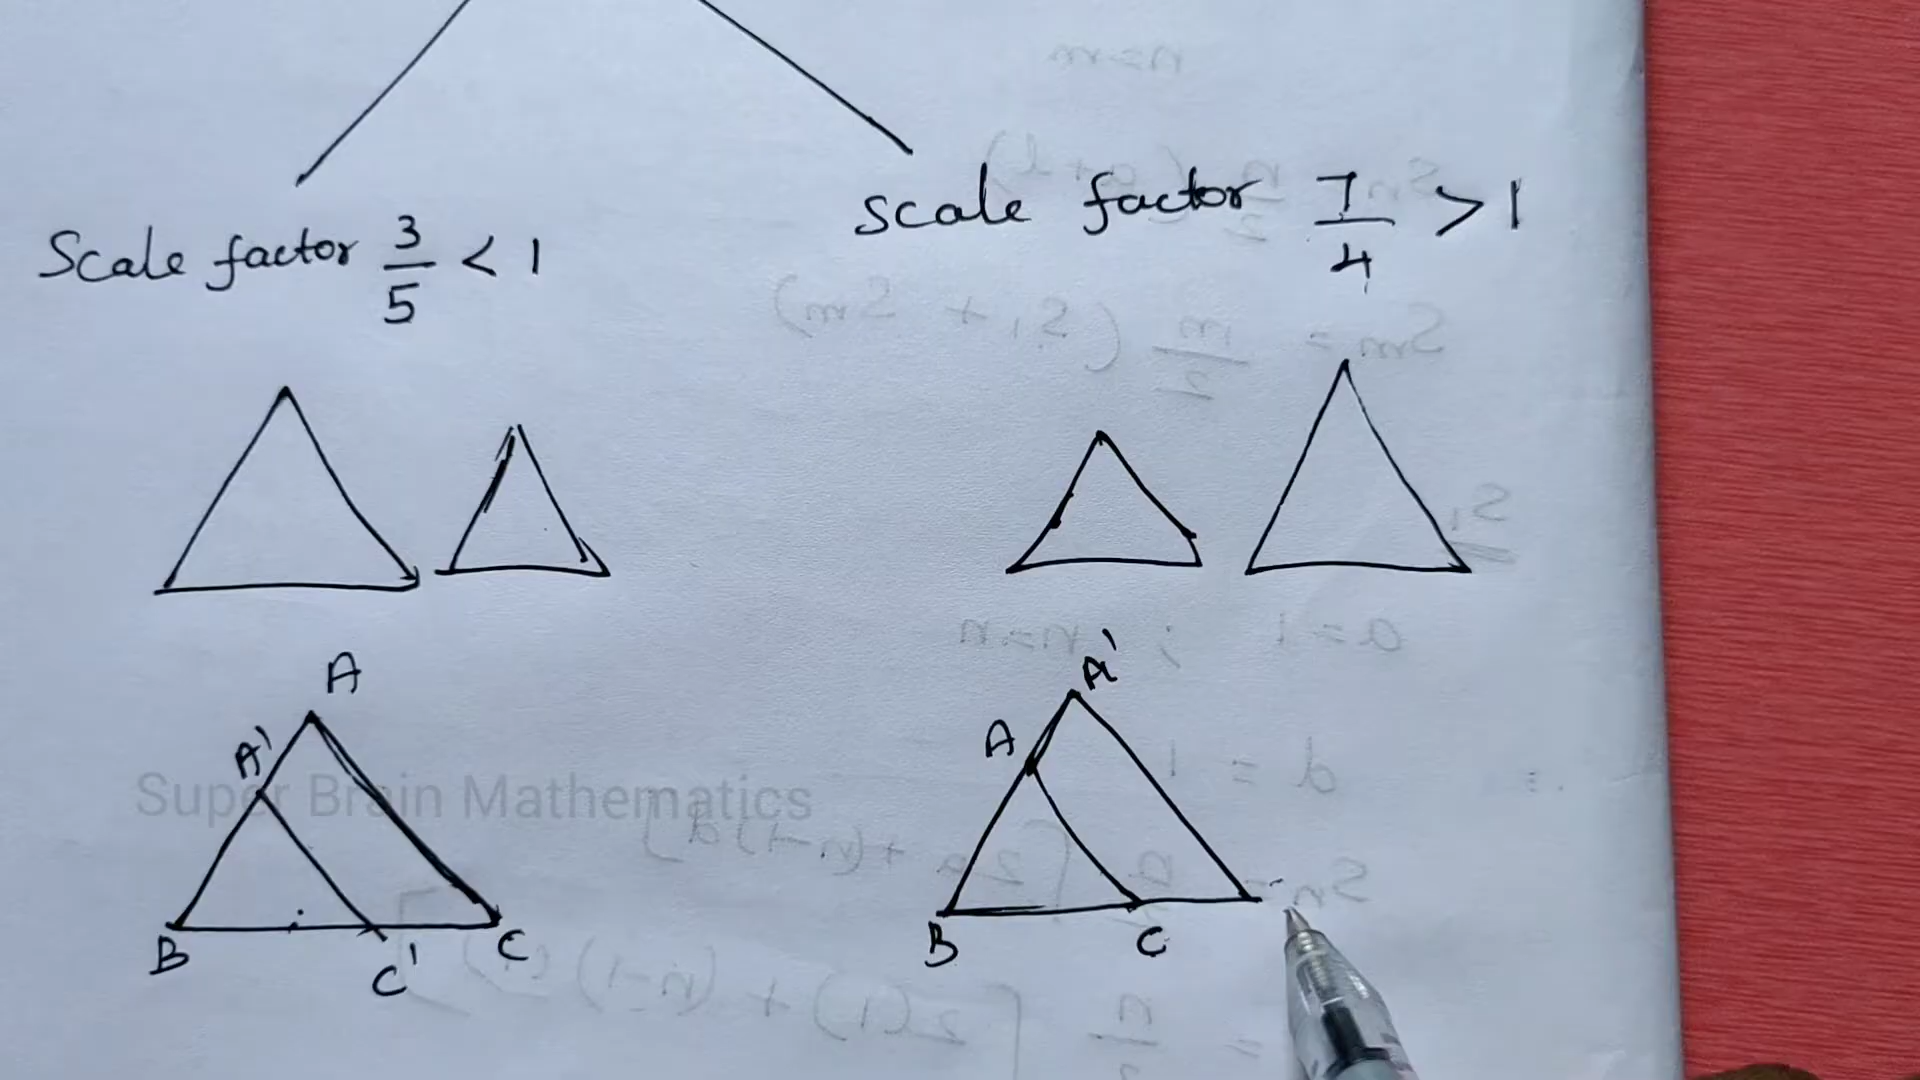 Scale factor 3/5 < 1
Scale factor 7/4 > 1
A
A'
B
C'
C
A'
A
B
C
Super Brain Mathematics